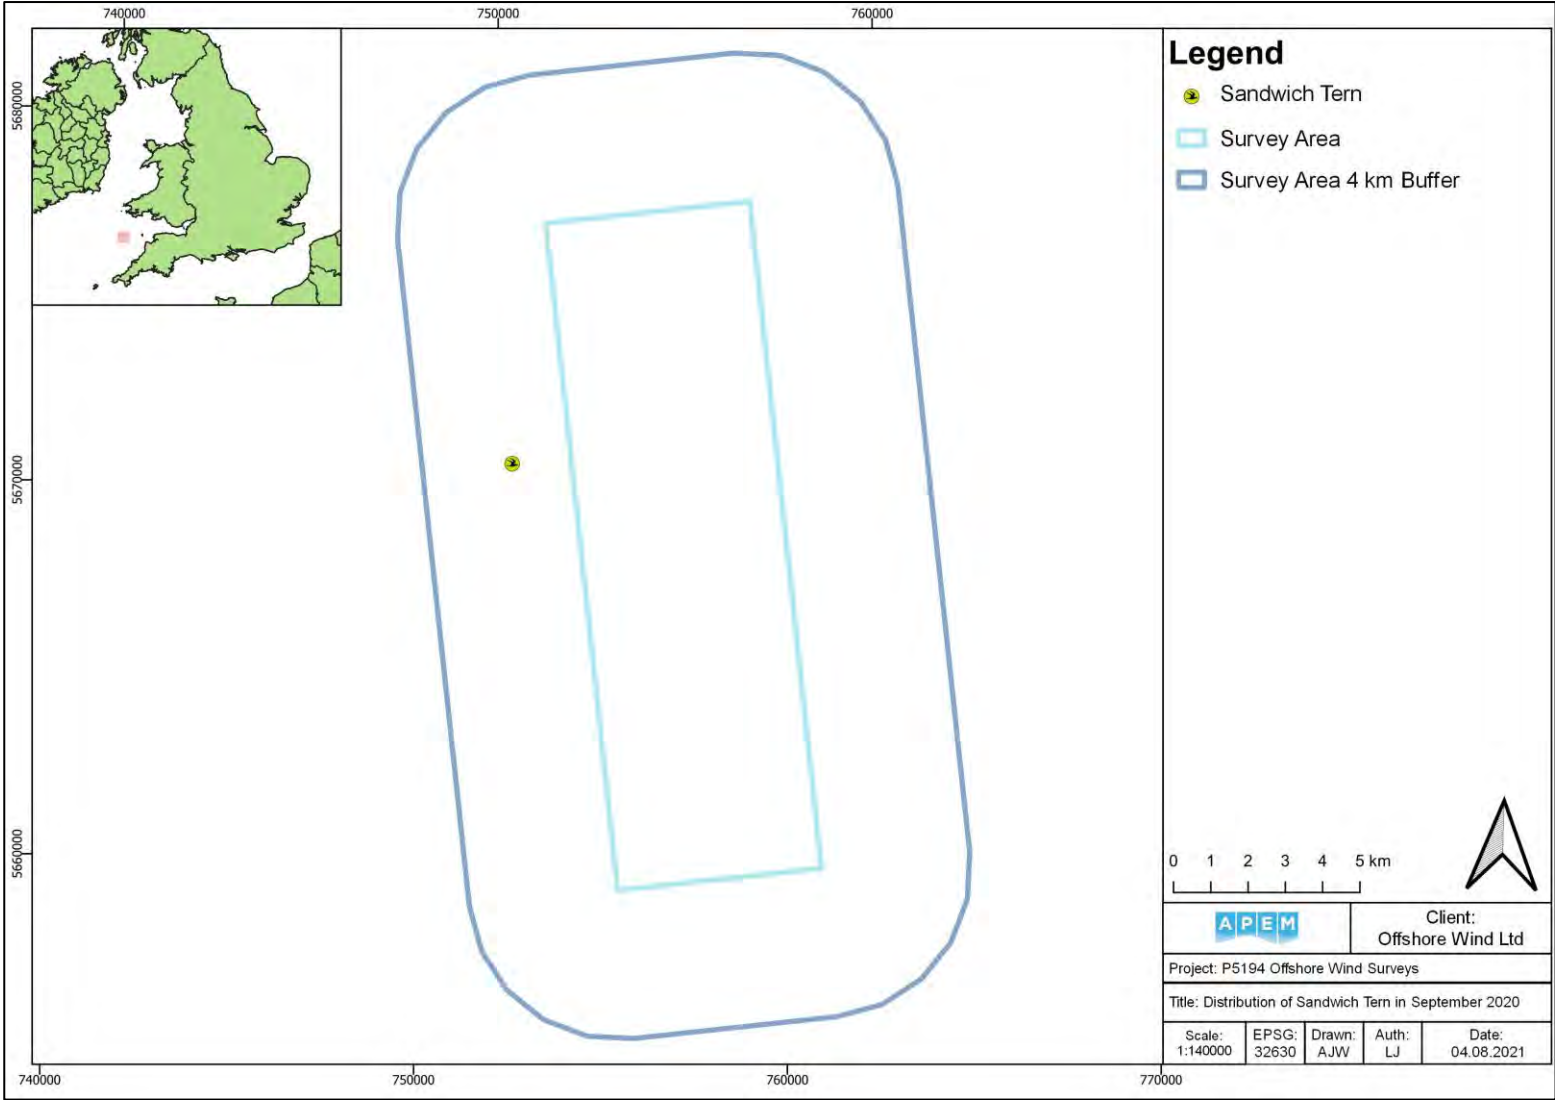 740000
750000
760000
5680000
5670000
5660000
Legend
Sandwich Tern
Survey Area
Survey Area 4 km Buffer
0 1 2 3 4 5 km
APEM
Client:
Offshore Wind Ltd
Project: P5194 Offshore Wind Surveys
Title: Distribution of Sandwich Tern in September 2020
Scale:
1:140000
EPSG:
32630
Drawn:
AJW
Auth:
LJ
Date:
04.08.2021
740000
750000
760000
770000